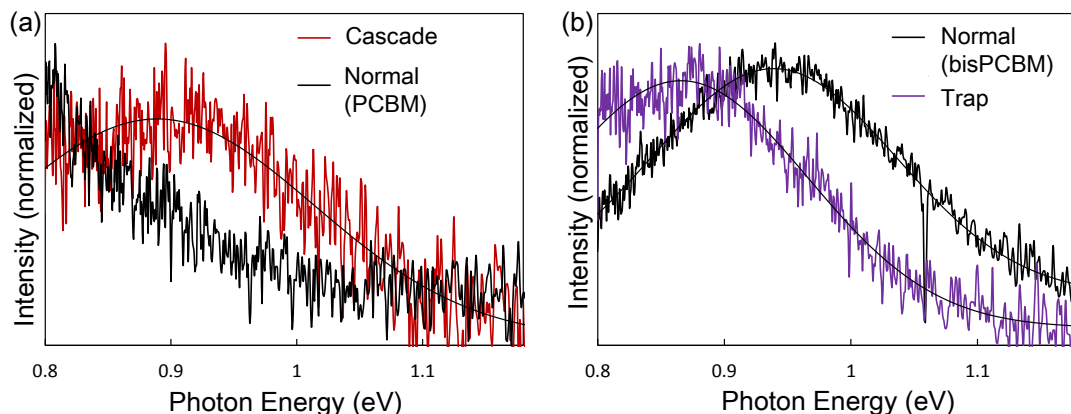 (a)
Cascade
Normal
(PCBM)
Intensity (normalized)
0.8 0.9 1 1.1
Photon Energy (eV)
(b)
Normal
(bisPCBM)
Trap
Intensity (normalized)
0.8 0.9 1 1.1
Photon Energy (eV)